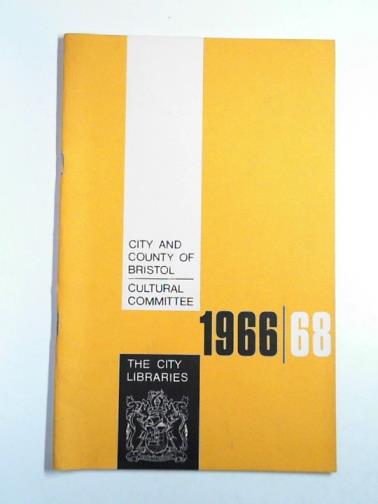 CITY AND
COUNTY OF
BRISTOL
CULTURAL
COMMITTEE
1966|68
THE CITY
LIBRARIES